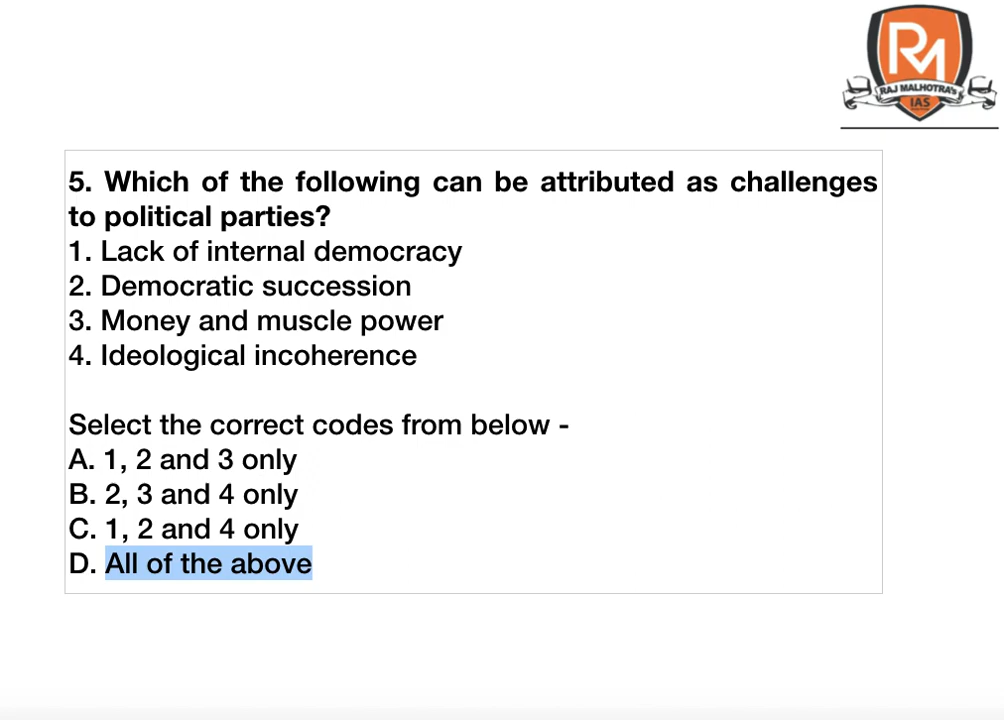 RM
RAJ MALHOTRA's
IAS
5. Which of the following can be attributed as challenges
to political parties?
1. Lack of internal democracy
2. Democratic succession
3. Money and muscle power
4. Ideological incoherence
Select the correct codes from below -
A. 1, 2 and 3 only
B. 2, 3 and 4 only
C. 1, 2 and 4 only
D. All of the above